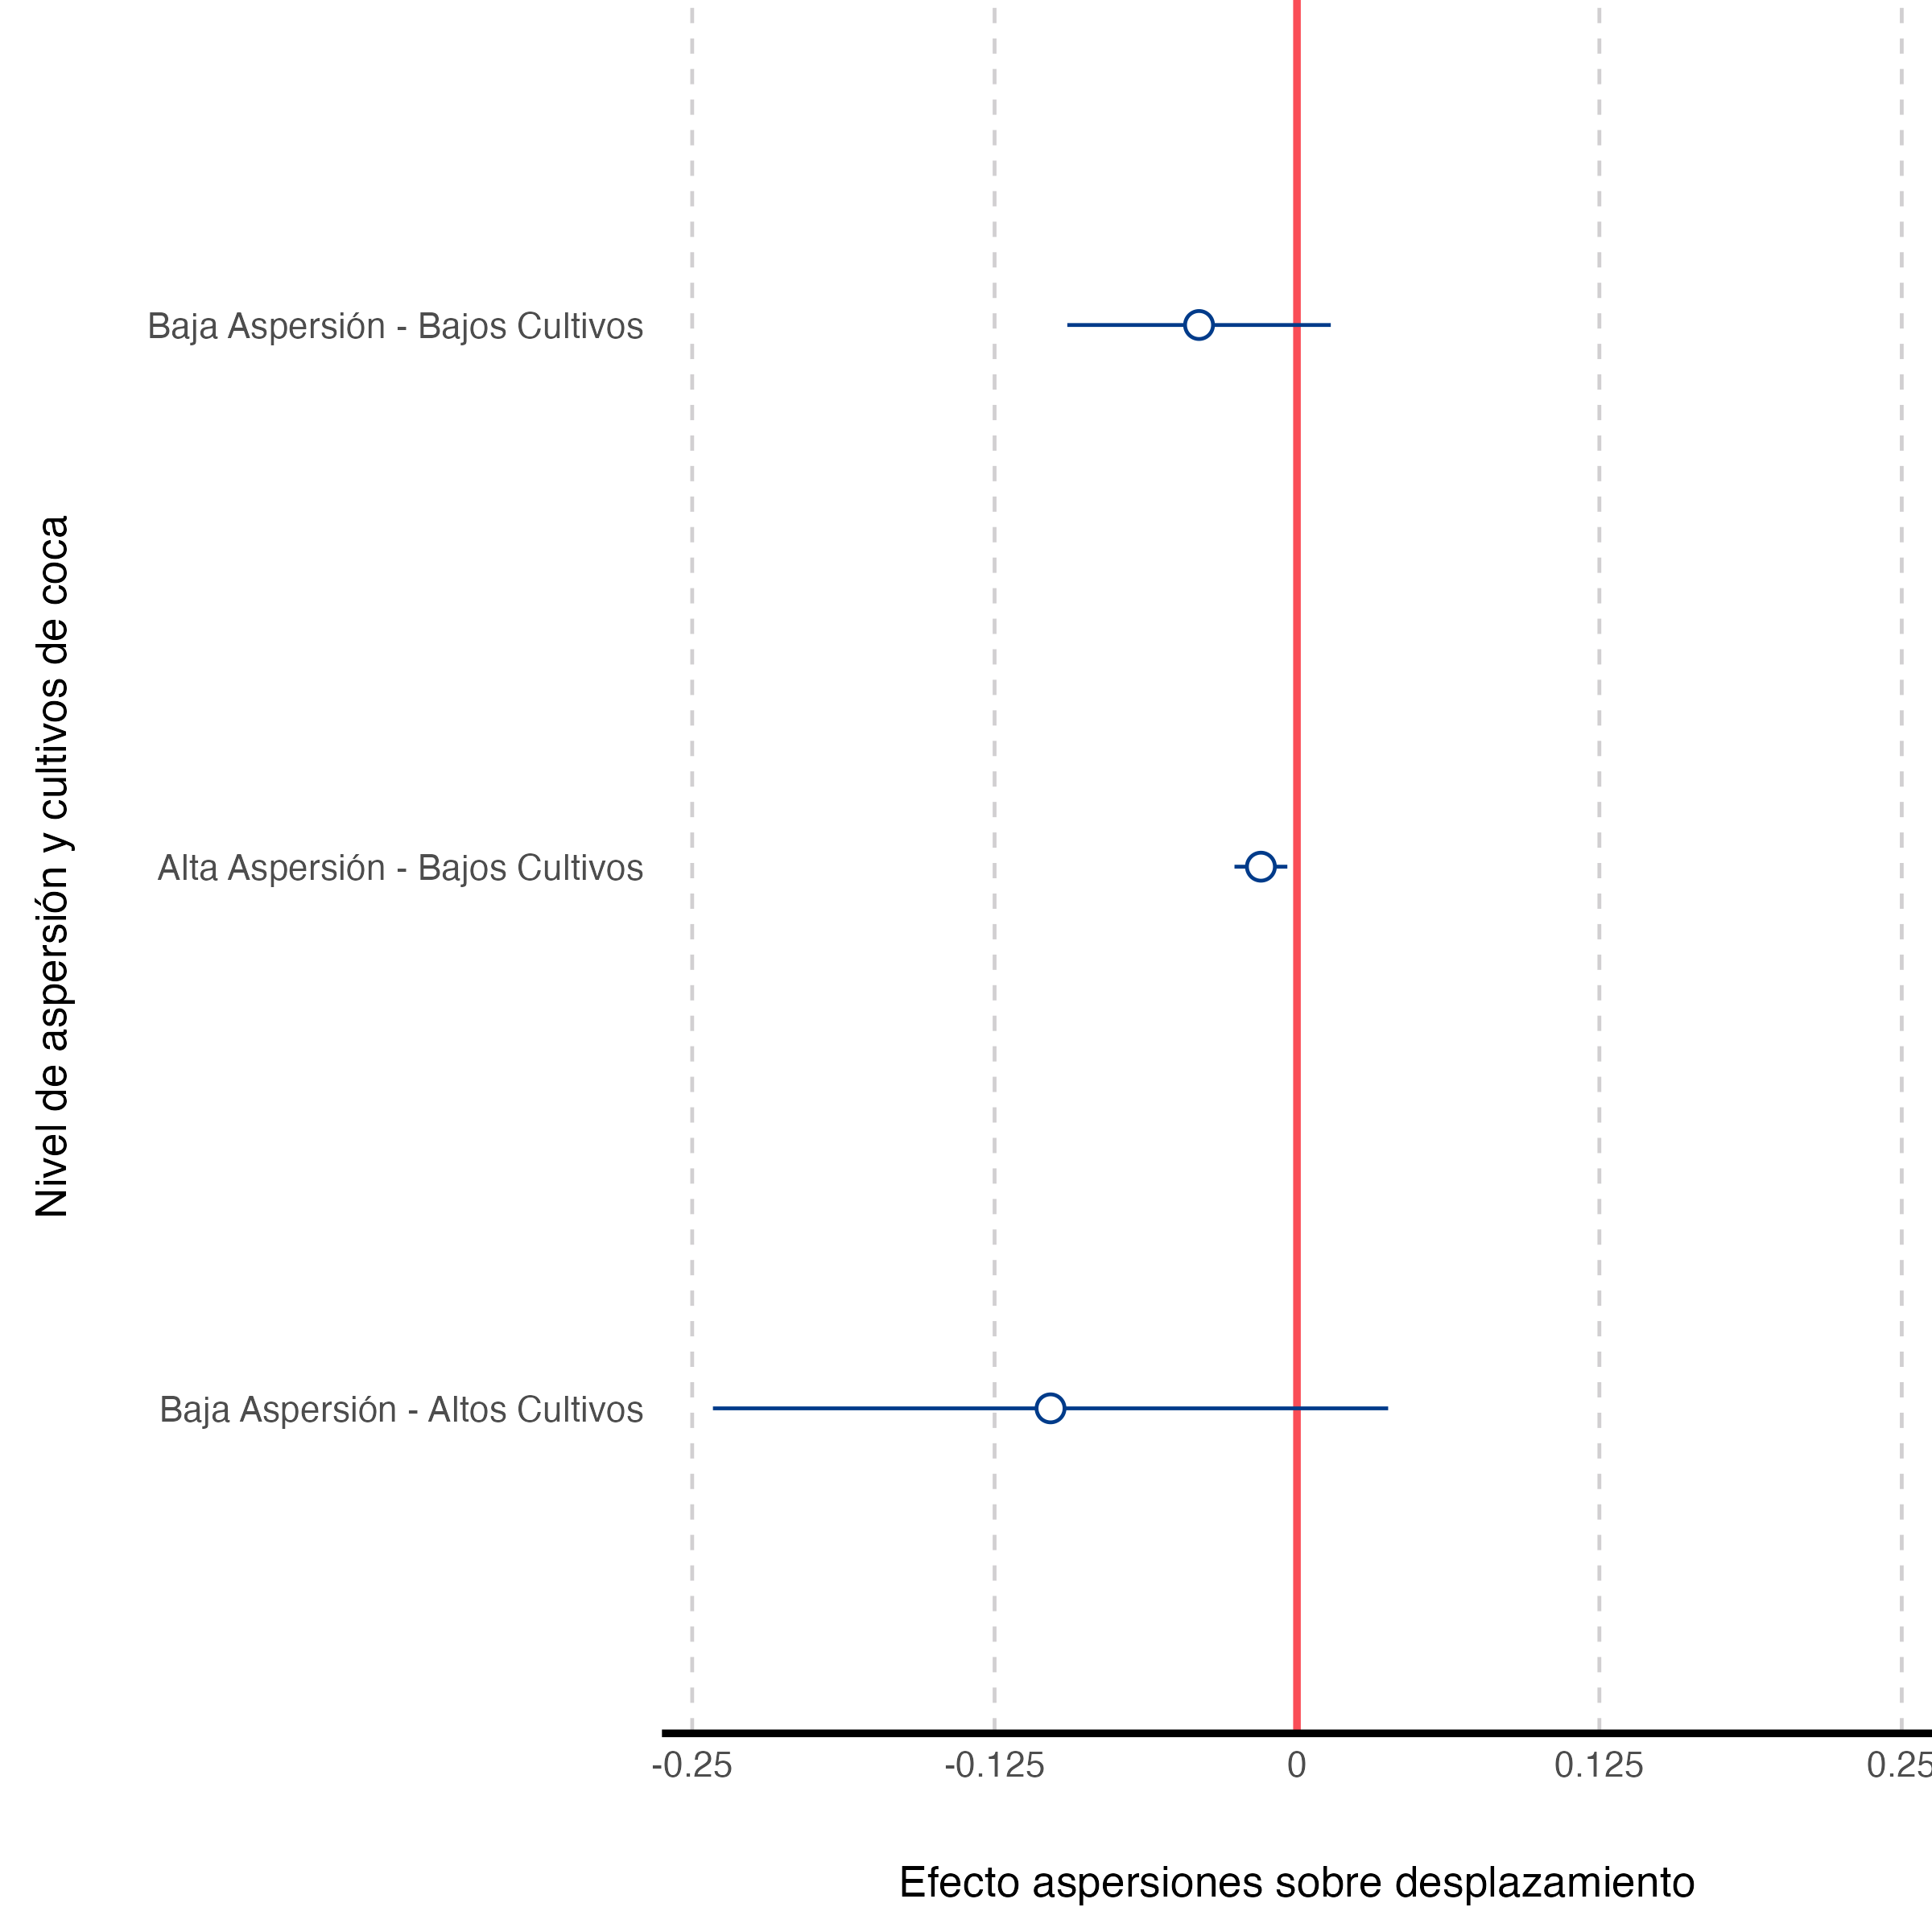 Baja Aspersión - Bajos Cultivos
Alta Aspersión - Bajos Cultivos
Baja Aspersión - Altos Cultivos
Nivel de aspersión y cultivos de coca
-0.25 -0.125 0 0.125 0.25
Efecto aspersiones sobre desplazamiento